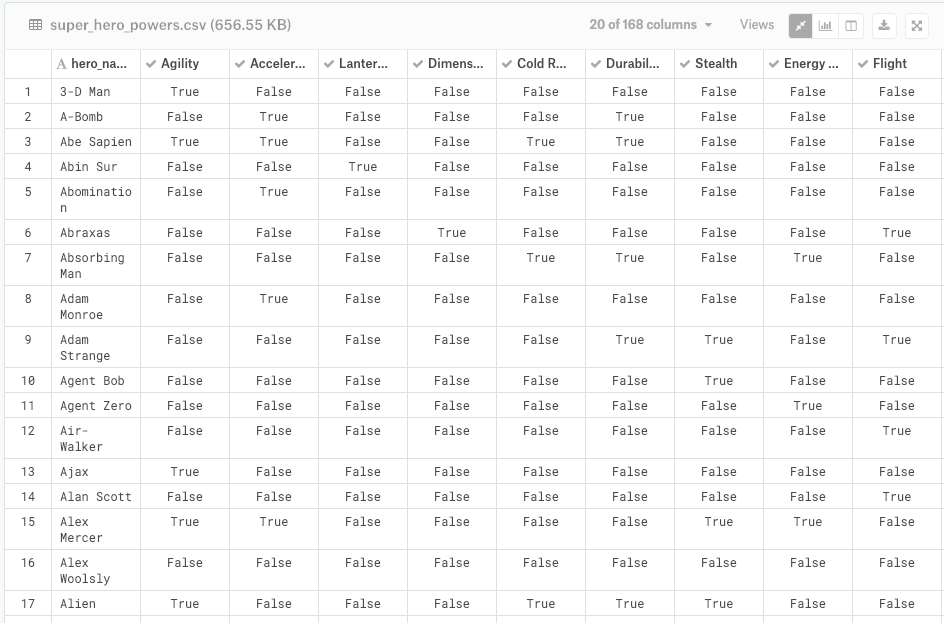 super_hero_powers.csv (656.55 KB) 20 of 168 columns Views
A hero_na... Agility Acceler... Lanter... Dimens... Cold R... Durabil... Stealth Energy ... Flight
1 3-D Man True False False False False False False False False
2 A-Bomb False True False False False True False False False
3 Abe Sapien True True False False True True False False False
4 Abin Sur False False True False False False False False False
5 Abominatio False True False False False False False False False
n
6 Abraxas False False False True False False False False True
7 Absorbing False False False False True True False True False
Man
8 Adam False True False False False False False False False
Monroe
9 Adam False False False False False True True False True
Strange
10 Agent Bob False False False False False False True False False
11 Agent Zero False False False False False False False True False
12 Air- False False False False False False False False True
Walker
13 Ajax True False False False False False False False False
14 Alan Scott False False False False False False False False True
15 Alex True True False False False False True True False
Mercer
16 Alex False False False False False False False False False
Woolsly
17 Alien True False False False True True True False False